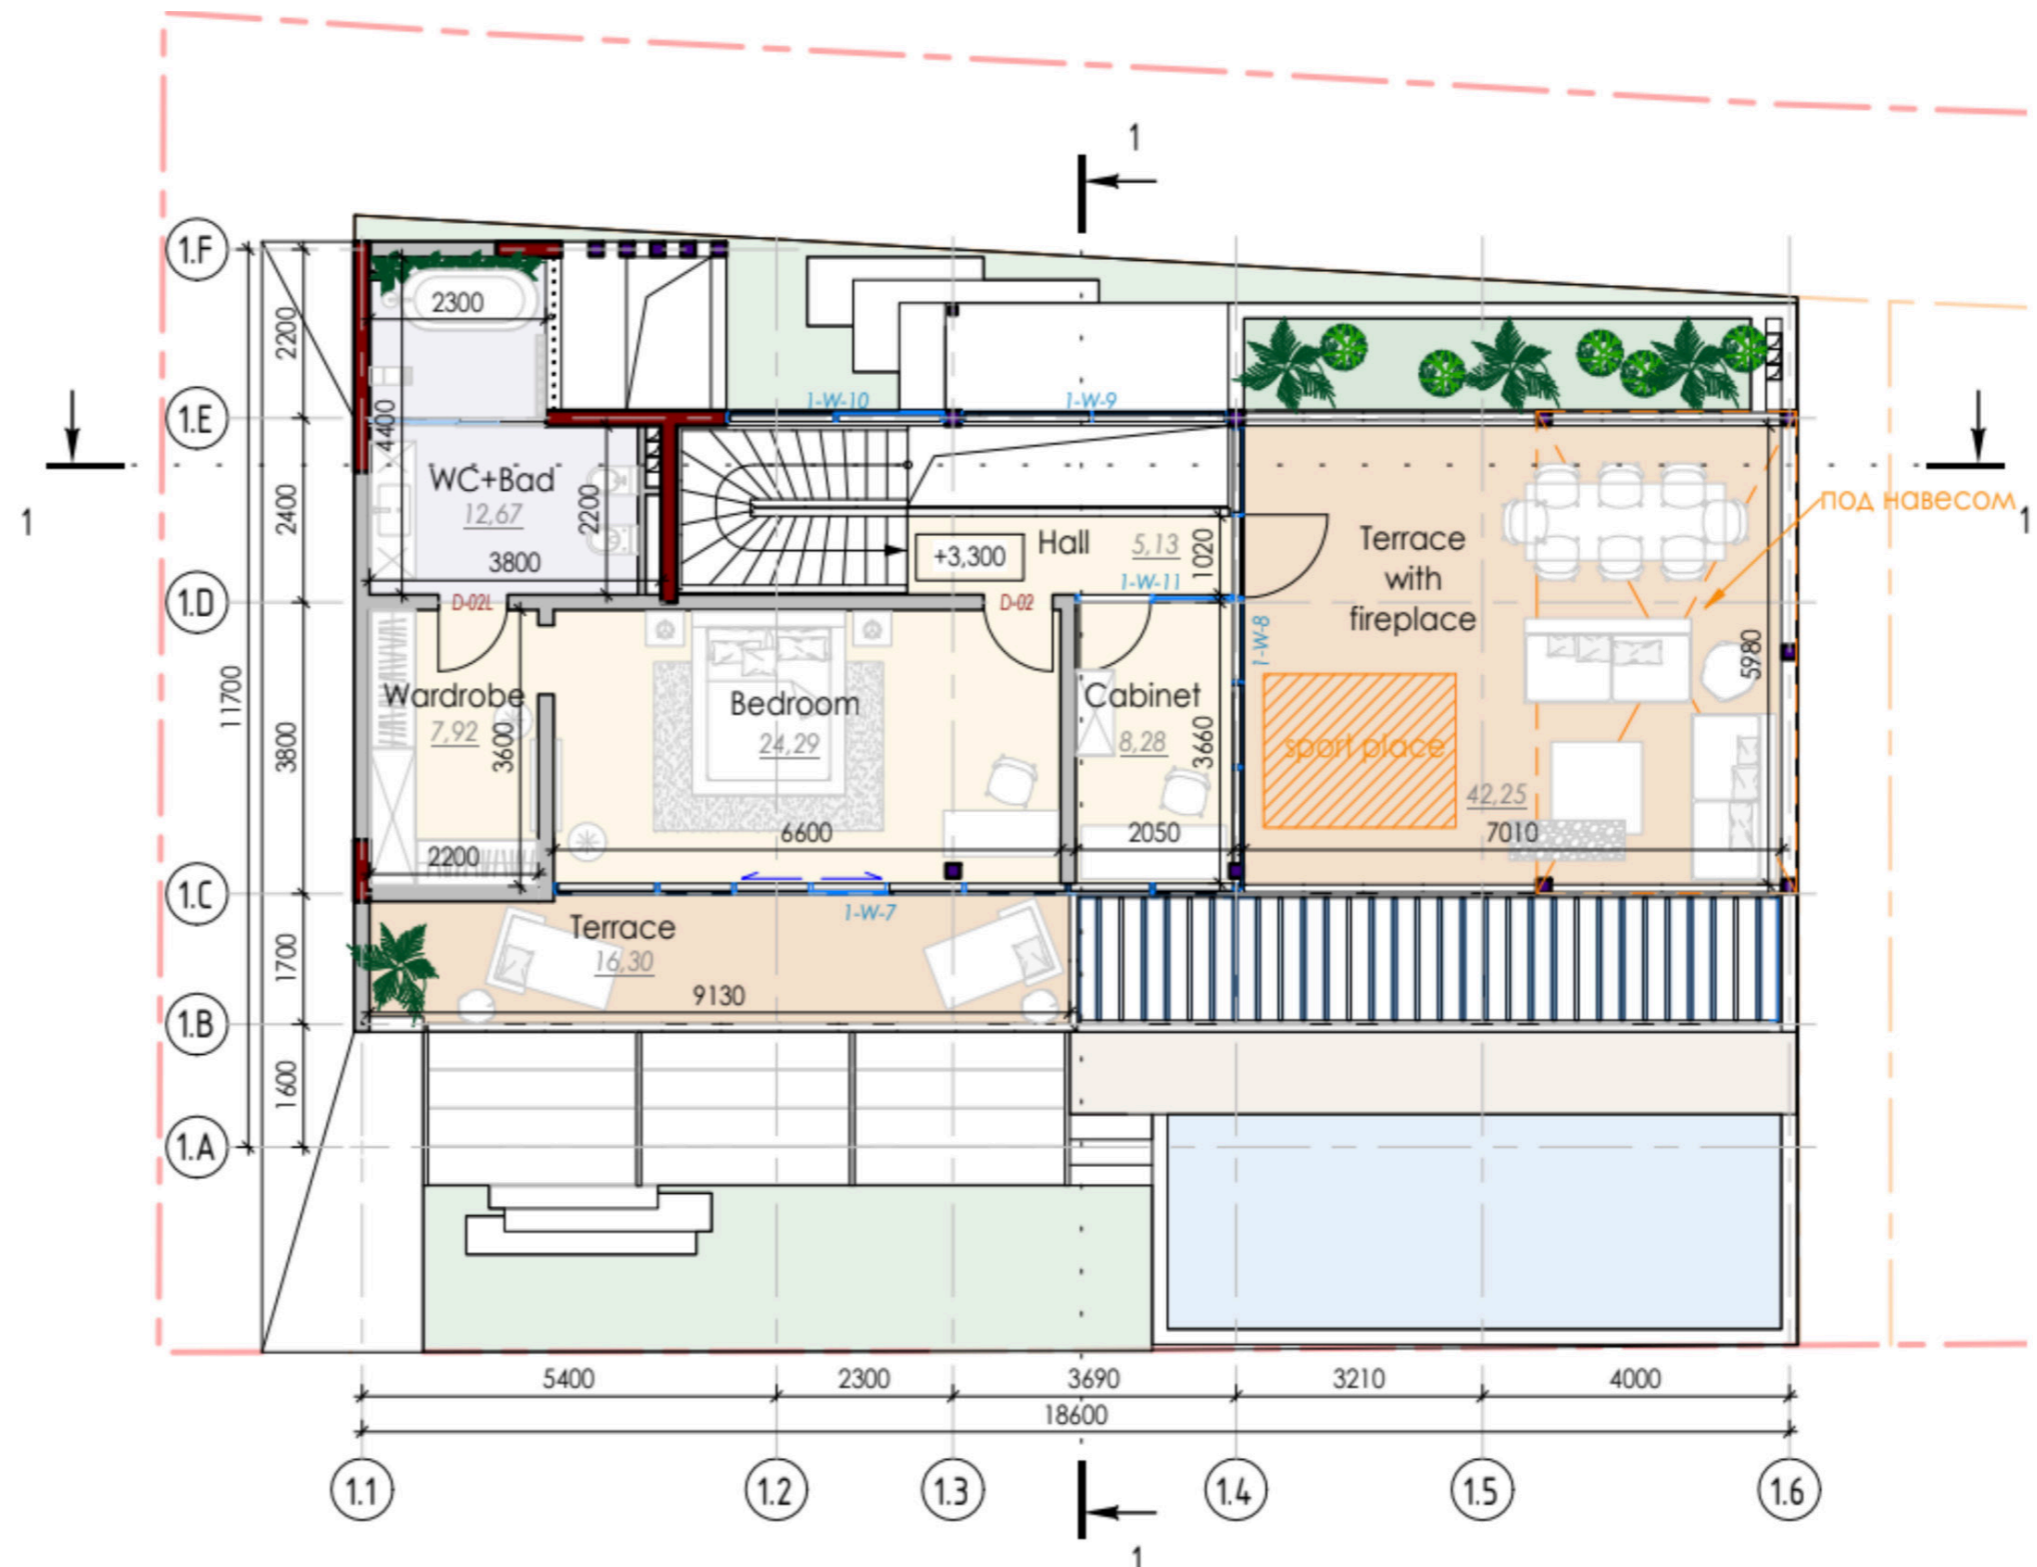 1
1.F
2300
2200
1-W-10
1-W-9
1.E
4400
WC+Bad
12,67
2200
3800
2400
+3,300
Hall
5,13
1020
1-W-11
Terrace
with
fireplace
под навесом
1
1
1.D
D-02L
D-02
1-W-8
5980
11700
3800
Wardrobe
7,92
3600
2200
Bedroom
24,29
6600
Cabinet
8,28
3660
2050
sport place
42,25
7010
1.C
1-W-7
Terrace
16,30
9130
1700
1.B
1600
1.A
5400
2300
3690
3210
4000
18600
1.1
1.2
1.3
1.4
1.5
1.6
1